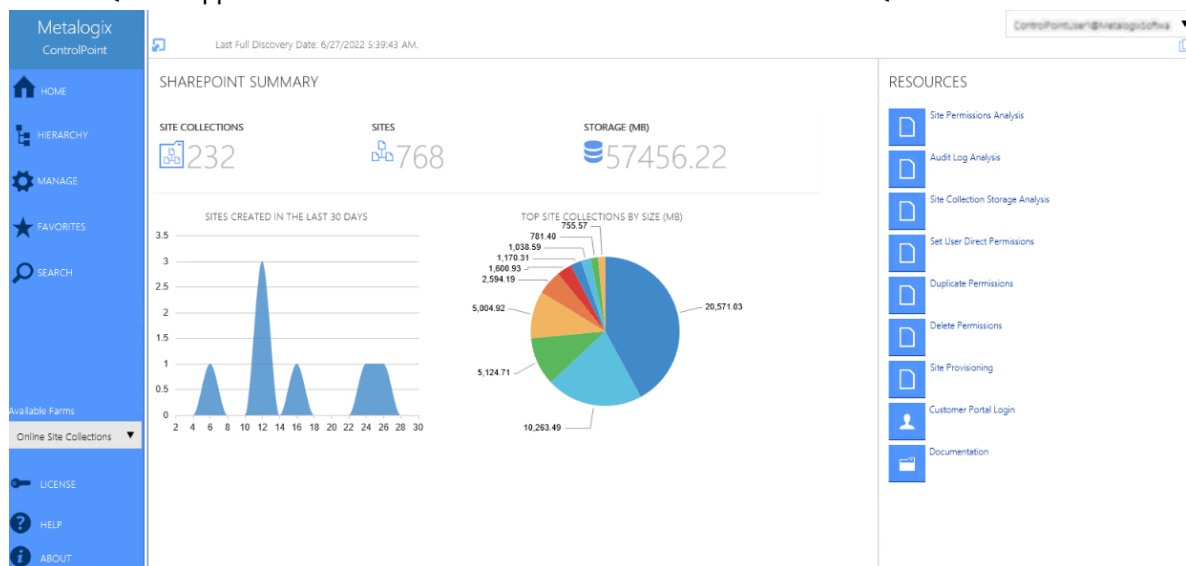 Metalogix
ControlPoint
HOME
HIERARCHY
MANAGE
FAVORITES
SEARCH
Available Farms
Online Site Collections
LICENSE
HELP
ABOUT
Last Full Discovery Date: 6/27/2022 5:39:43 AM.
SHAREPOINT SUMMARY
SITE COLLECTIONS
232
SITES
768
STORAGE (MB)
57456.22
SITES CREATED IN THE LAST 30 DAYS
3.5
3
2.5
2
1.5
1
0.5
0
2 4 6 8 10 12 14 16 18 20 22 24 26 28 30
TOP SITE COLLECTIONS BY SIZE (MB)
755.57
781.40
1,038.59
1,170.31
1,600.93
2,594.19
5,004.92
20,571.03
5,124.71
10,263.49
RESOURCES
Site Permissions Analysis
Audit Log Analysis
Site Collection Storage Analysis
Set User Direct Permissions
Duplicate Permissions
Delete Permissions
Site Provisioning
Customer Portal Login
Documentation